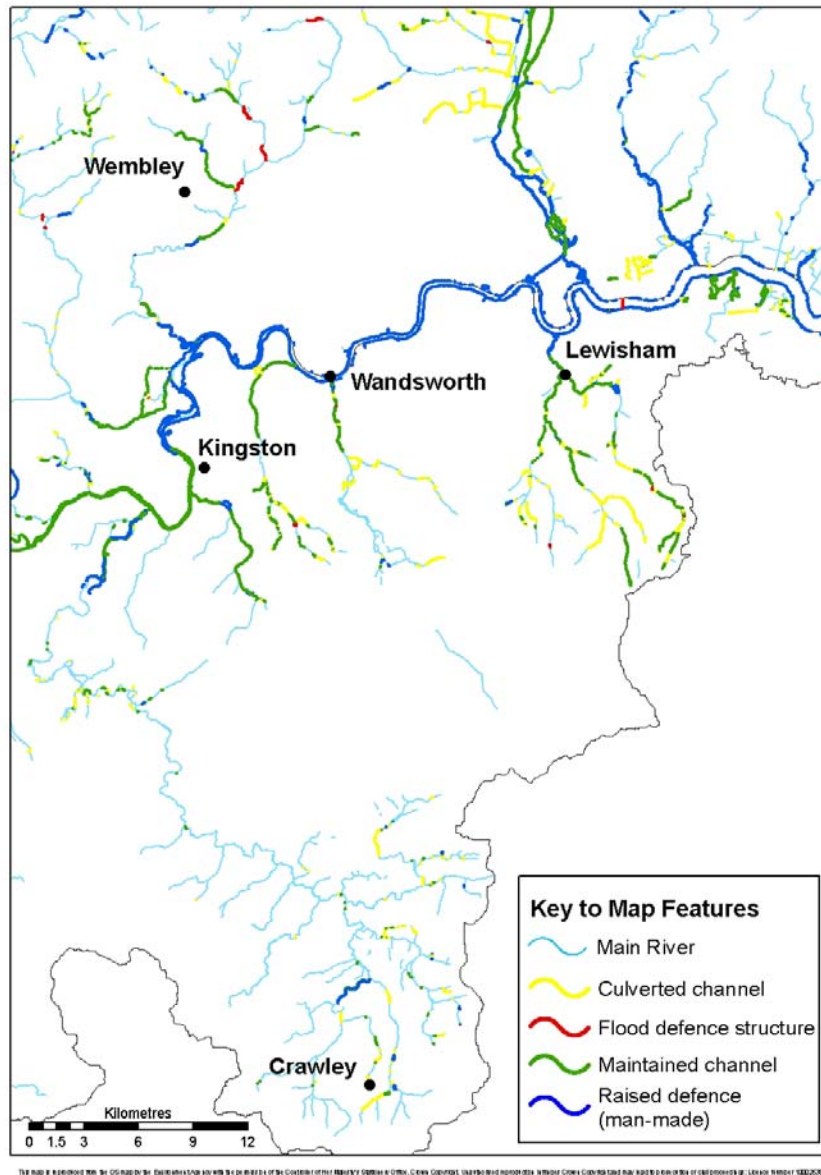 Wembley
Lewisham
Wandsworth
Kingston
Crawley
Kilometres
0 1.5 3 6 9 12
Key to Map Features
Main River
Culverted channel
Flood defence structure
Maintained channel
Raised defence
(man-made)